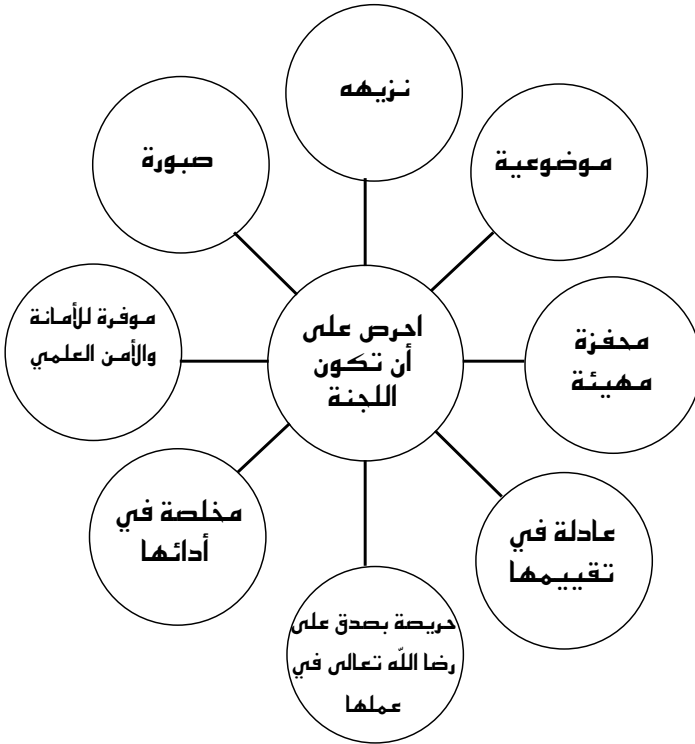 احرص على
أن تكون
اللجنة
نزيهه
موضوعية
محفزة
مهيئة
عادلة في
تقييمها
حريصة بصدق على
رضا الله تعالى في
عملها
مخلصة في
أدائها
موفرة للأمانة
والأمن العلمي
صبورة